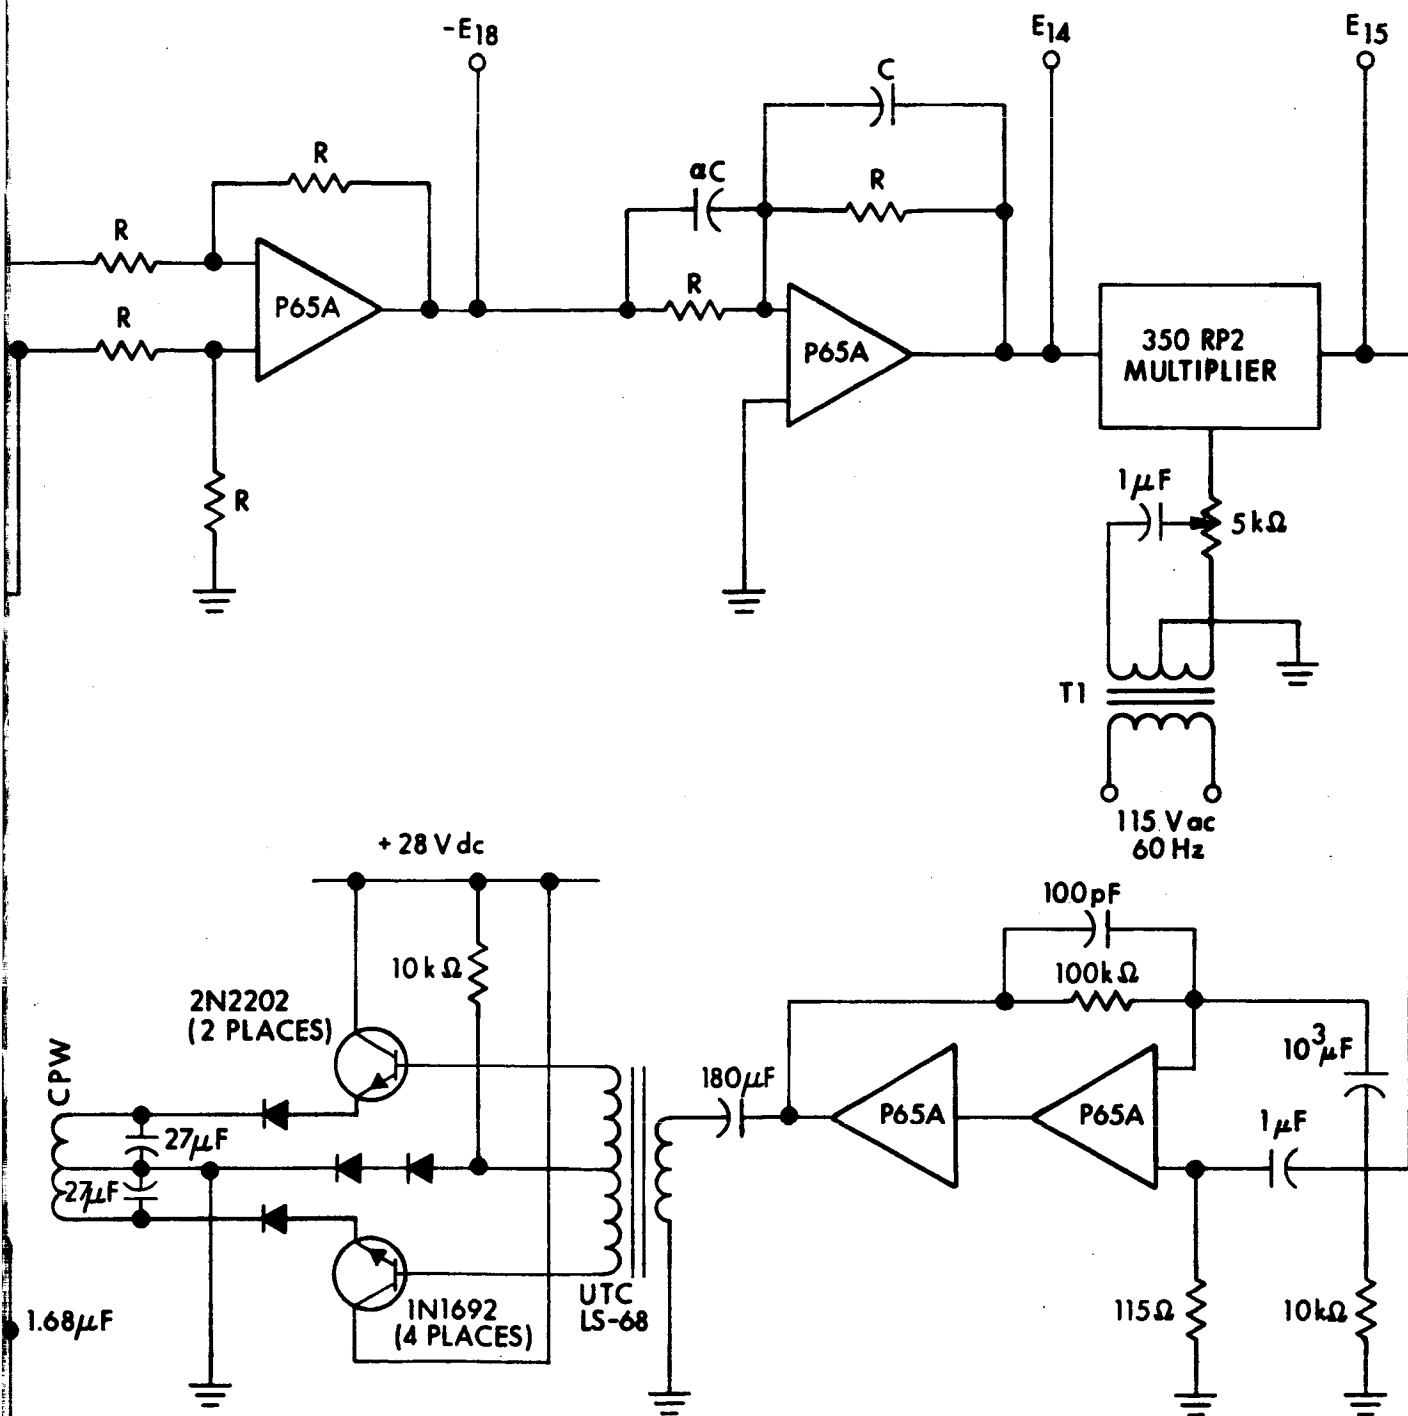 -E18
E14
E15
C
R
αC
R
R
R
P65A
R
P65A
350 RP2
MULTIPLIER
R
1μF
5kΩ
T1
115 Vac
60 Hz
+28 Vdc
100pF
10kΩ
100kΩ
2N2202
(2 PLACES)
10³μF
CPW
180μF
P65A
P65A
1μF
27μF
27μF
1N1692
(4 PLACES)
UTC
LS-68
115Ω
10kΩ
1.68μF